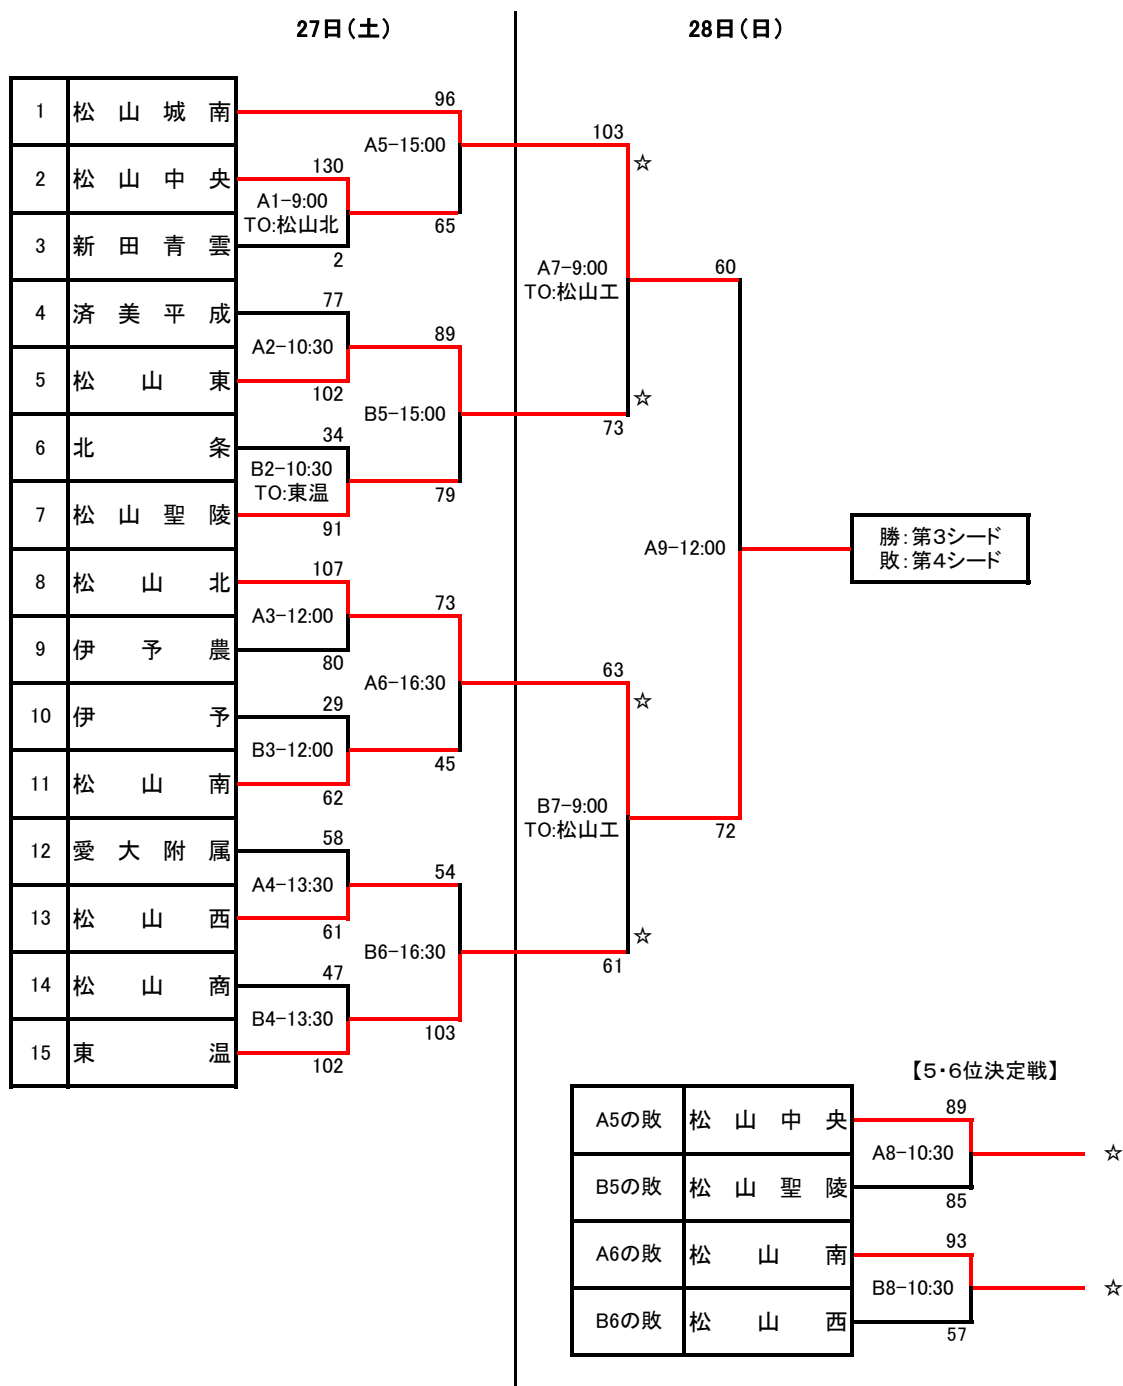 27日(土)
28日(日)
1 松山城南
96
A5-15:00
103
☆
2 松山中央
130
A1-9:00
TO:松山北
65
3 新田青雲
2
A7-9:00
TO:松山工
60
4 済美平成
77
A2-10:30
89
5 松山東
102
B5-15:00
☆
73
6 北条
34
B2-10:30
TO:東温
79
7 松山聖陵
91
A9-12:00
勝:第3シード
敗:第4シード
8 松山北
107
A3-12:00
73
9 伊予農
80
A6-16:30
63
☆
10 伊予
29
B3-12:00
45
11 松山南
62
B7-9:00
TO:松山工
72
12 愛大附属
58
A4-13:30
54
13 松山西
61
B6-16:30
☆
61
14 松山商
47
B4-13:30
103
15 東温
102
【5・6位決定戦】
A5の敗 松山中央
89
A8-10:30
☆
B5の敗 松山聖陵
85
A6の敗 松山南
93
B8-10:30
☆
B6の敗 松山西
57